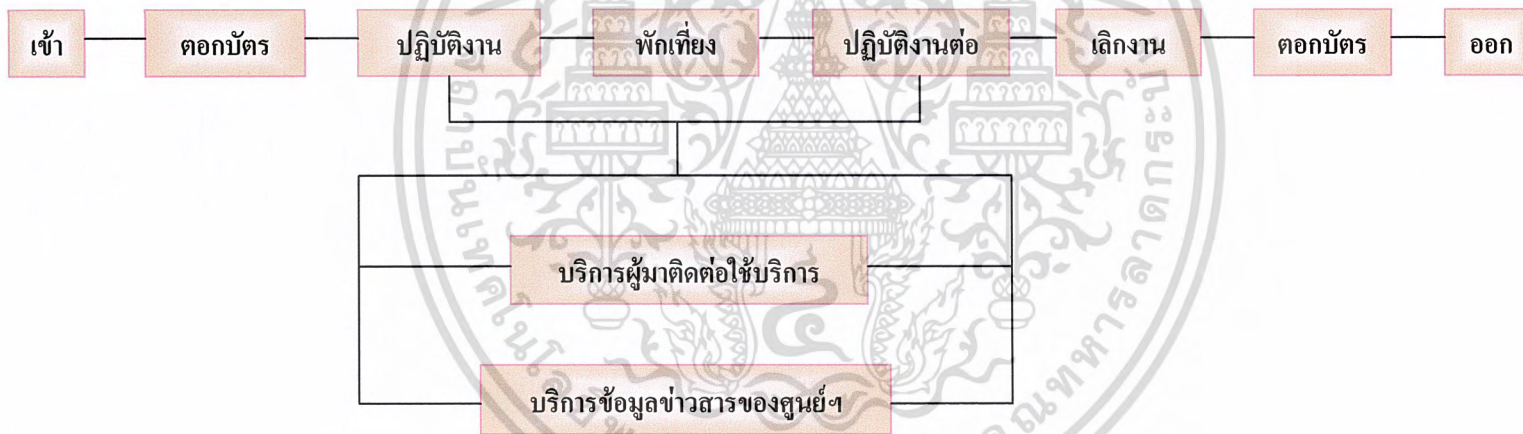 เข้า ตอกบัตร ปฏิบัติงาน พักเที่ยง ปฏิบัติงานต่อ เลิกงาน ตอกบัตร ออก
บริการผู้มาติดต่อใช้บริการ
บริการข้อมูลข่าวสารของศูนย์ฯ